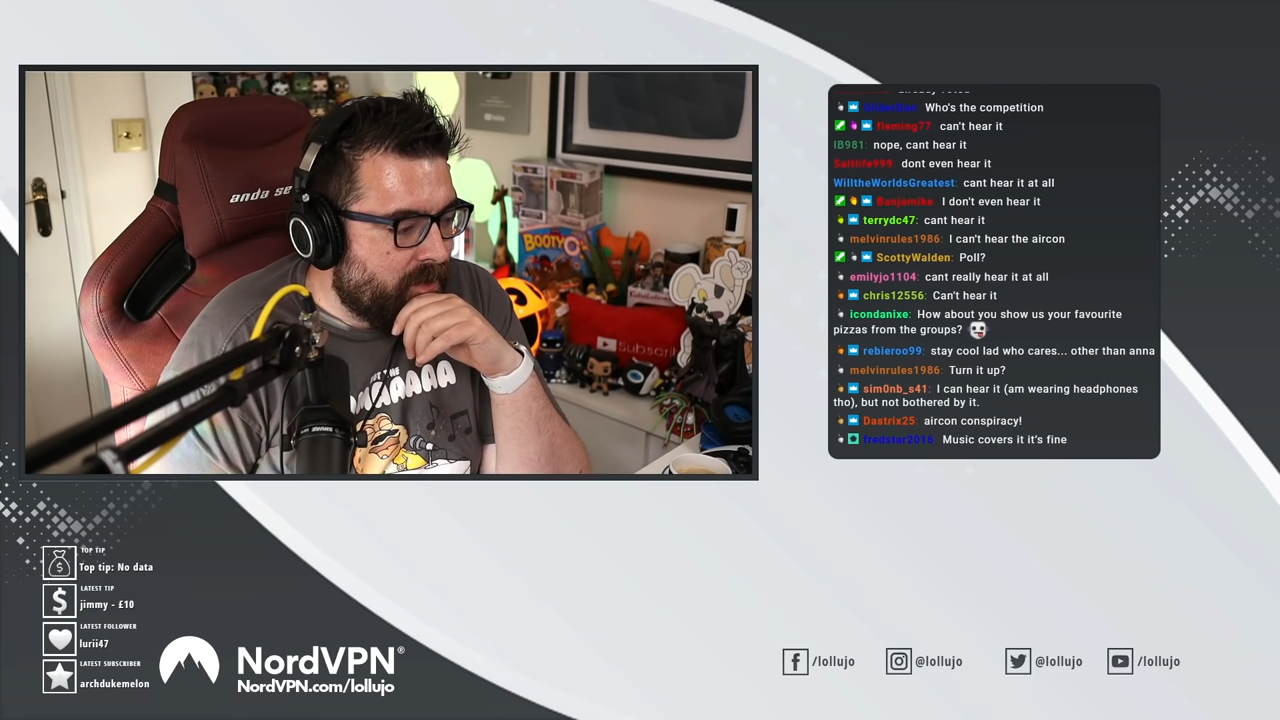 anda se
BOOTY
Subscri
AAAAAA
Who's the competition
fleming77 can't hear it
IB981: nope, cant hear it
Saltlife999 dont even hear it
WilltheWorldsGreatest: cant hear it at all
Banjomike I don't even hear it
terrydc47: cant hear it
melvinrules1986: I can't hear the aircon
ScottyWalden: Poll?
emilyjo1104: cant really hear it at all
chris12556: Can't hear it
icondanixe: How about you show us your favourite
pizzas from the groups?
rebieroo99: stay cool lad who cares... other than anna
melvinrules1986: Turn it up?
sim0nb_s41: I can hear it (am wearing headphones
tho), but not bothered by it.
Dastrix25: aircon conspiracy!
fredstar2016: Music covers it it's fine
TOP TIP
Top tip: No data
LATEST TIP
jimmy - £10
LATEST FOLLOWER
lurii47
LATEST SUBSCRIBER
archdukemelon
NordVPN®
NordVPN.com/lollujo
/lollujo
@lollujo
@lollujo
/lollujo